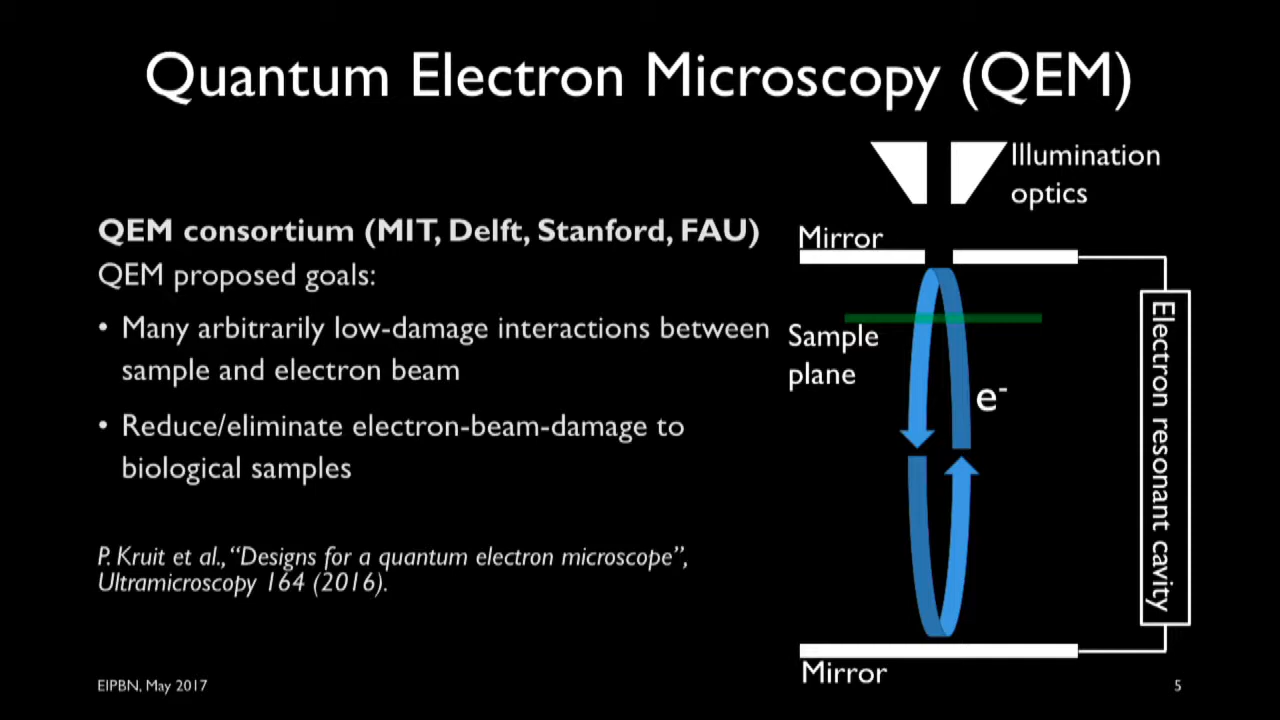 Quantum Electron Microscopy (QEM)
Illumination
optics
QEM consortium (MIT, Delft, Stanford, FAU)
QEM proposed goals:
• Many arbitrarily low-damage interactions between
sample and electron beam
• Reduce/eliminate electron-beam-damage to
biological samples
P. Kruit et al., “Designs for a quantum electron microscope”,
Ultramicroscopy 164 (2016).
Mirror
Sample
plane
e-
Electron resonant cavity
Mirror
EIPBN, May 2017
5